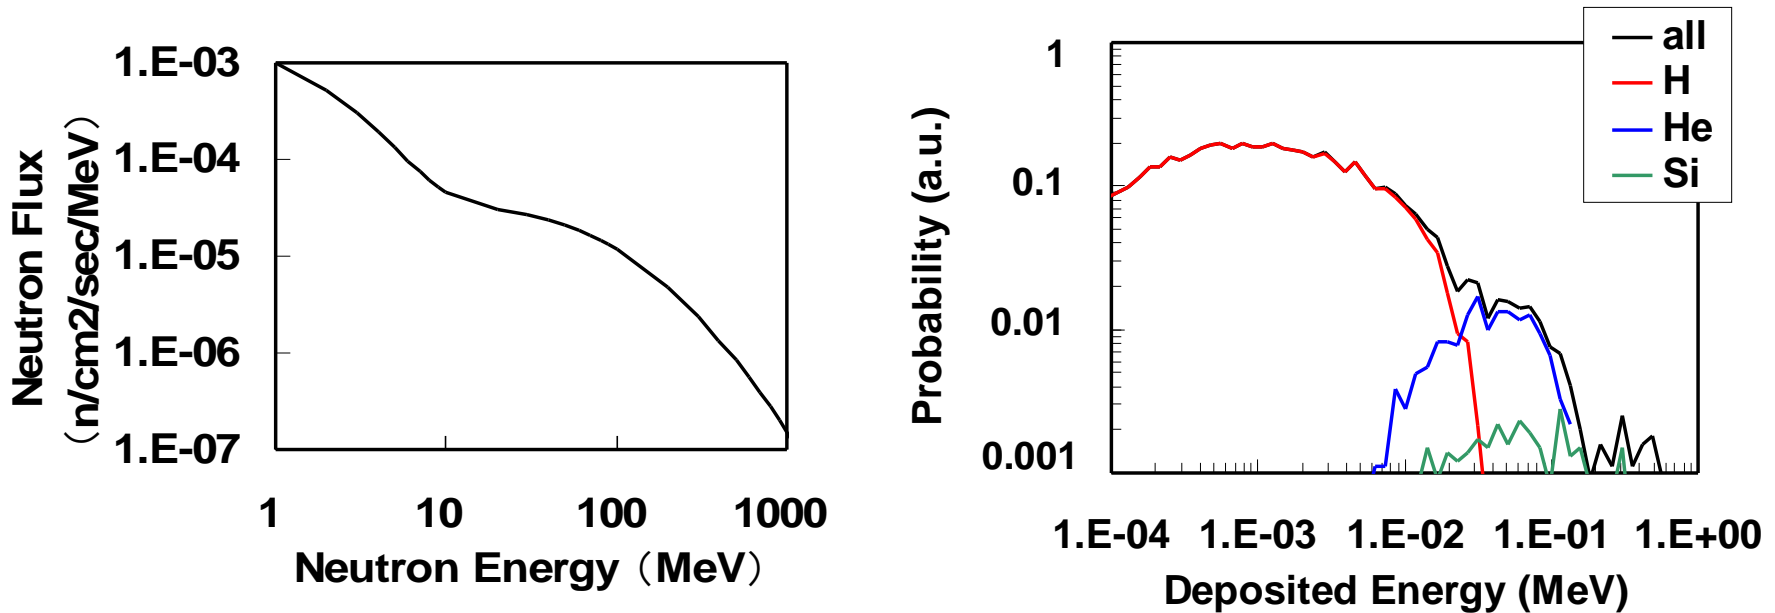 1.E-03
1.E-04
1.E-05
1.E-06
1.E-07
Neutron Flux
（n/cm2/sec/MeV）
1
10
100
1000
Neutron Energy（MeV）
all
H
He
Si
1
0.1
0.01
0.001
Probability (a.u.)
1.E-04
1.E-03
1.E-02
1.E-01
1.E+00
Deposited Energy (MeV)